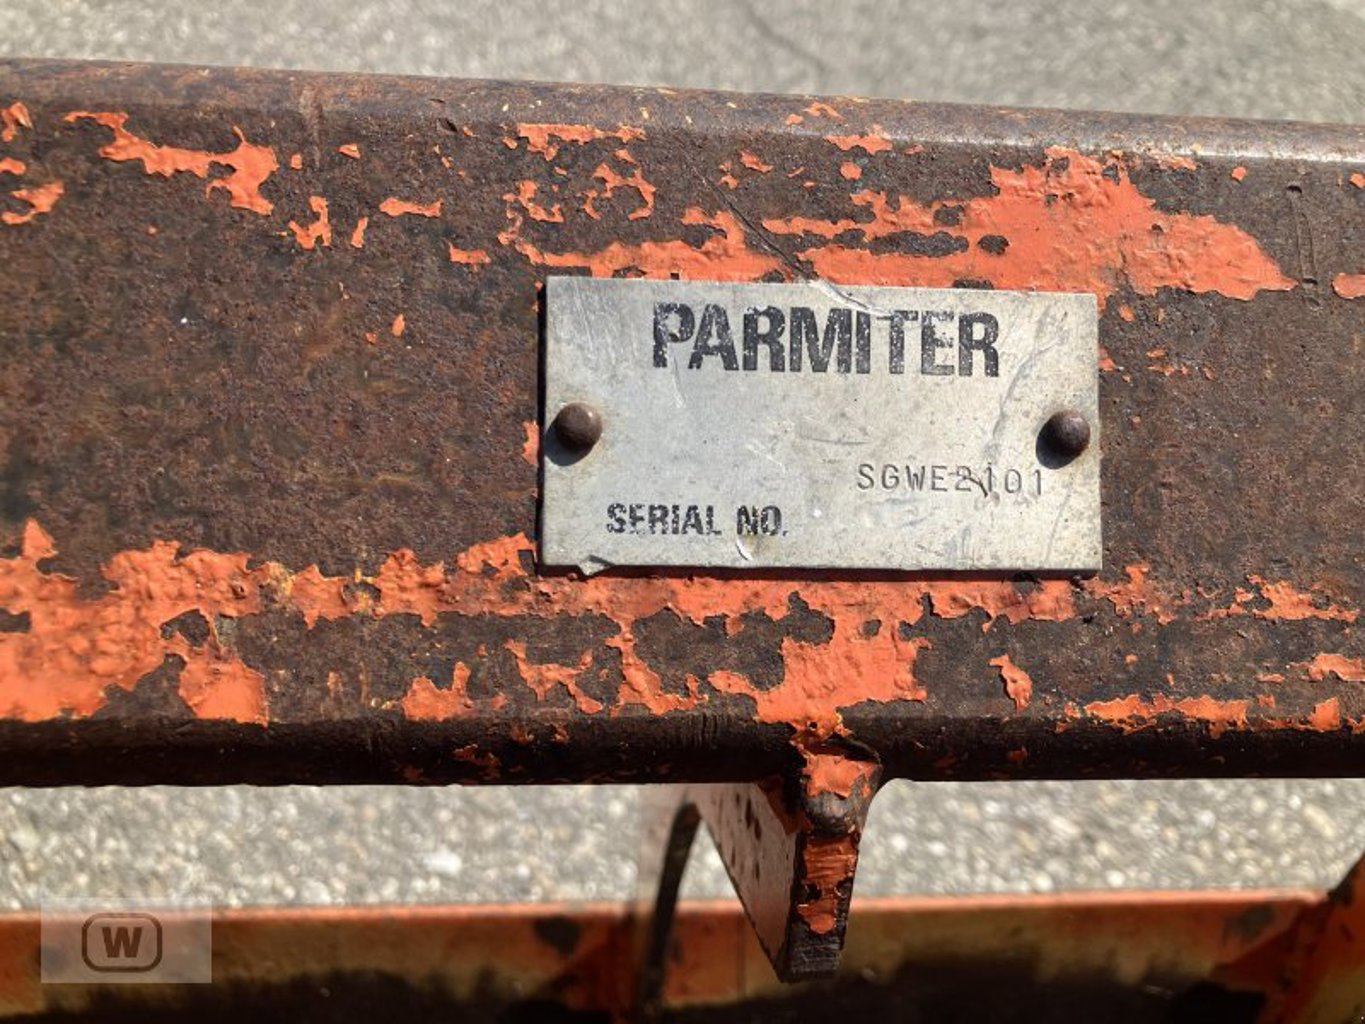 PARMITER
SGWE2101
SERIAL NO.
W